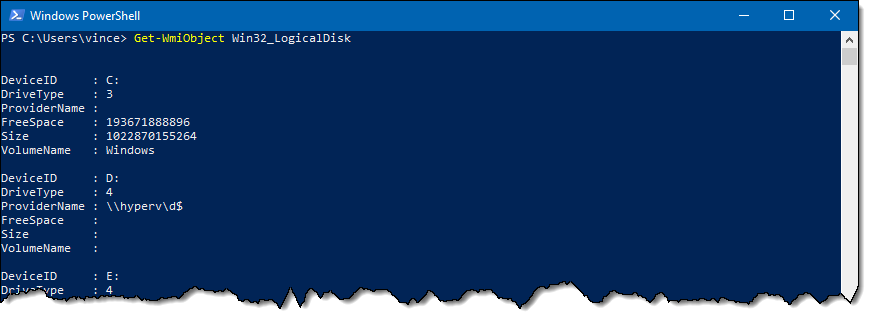 Windows PowerShell
PS C:\Users\vince> Get-WmiObject Win32_LogicalDisk
DeviceID     : C:
DriveType    : 3
ProviderName :
FreeSpace    : 193671888896
Size         : 1022870155264
VolumeName   : Windows
DeviceID     : D:
DriveType    : 4
ProviderName : \\hyperv\d$
FreeSpace    :
Size         :
VolumeName   :
DeviceID     : E:
DriveType    : 4